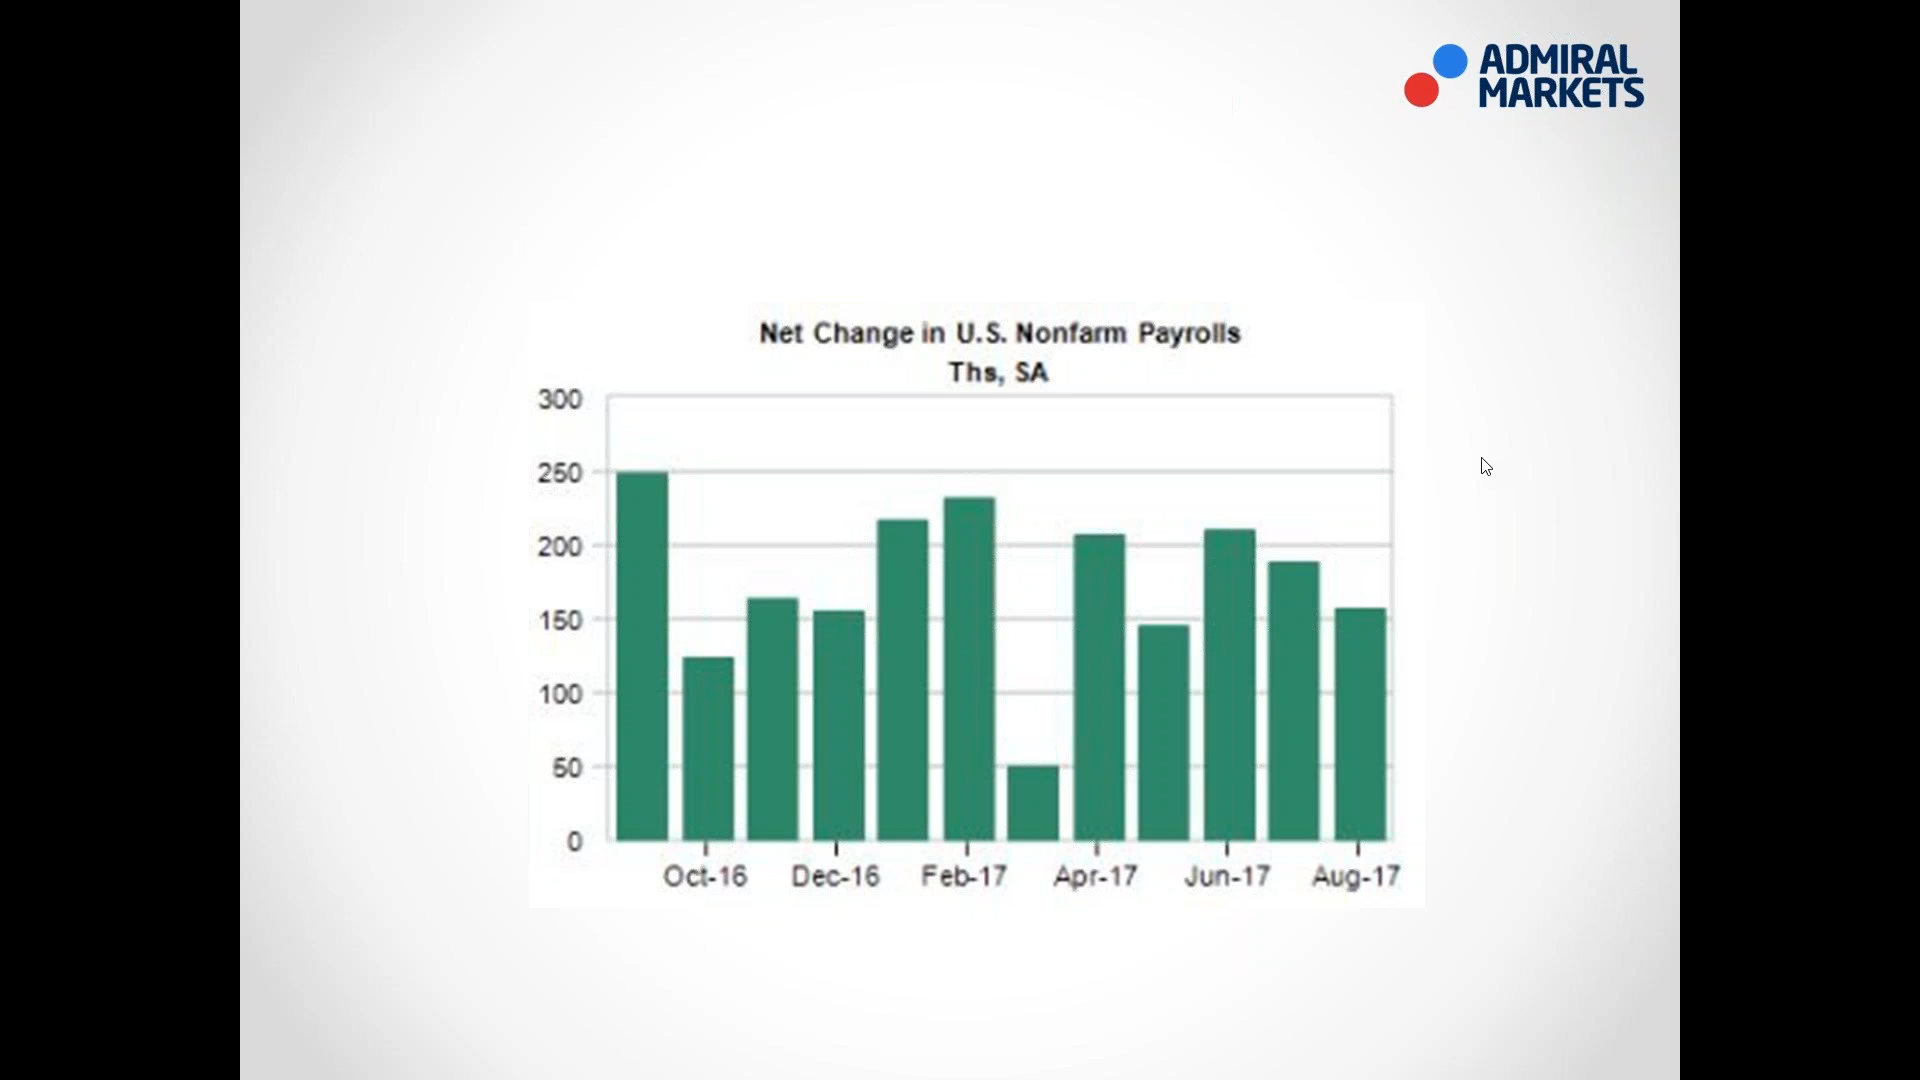 ADMIRAL
MARKETS
Net Change in U.S. Nonfarm Payrolls
Ths, SA
300
250
200
150
100
50
0
Oct-16 Dec-16 Feb-17 Apr-17 Jun-17 Aug-17